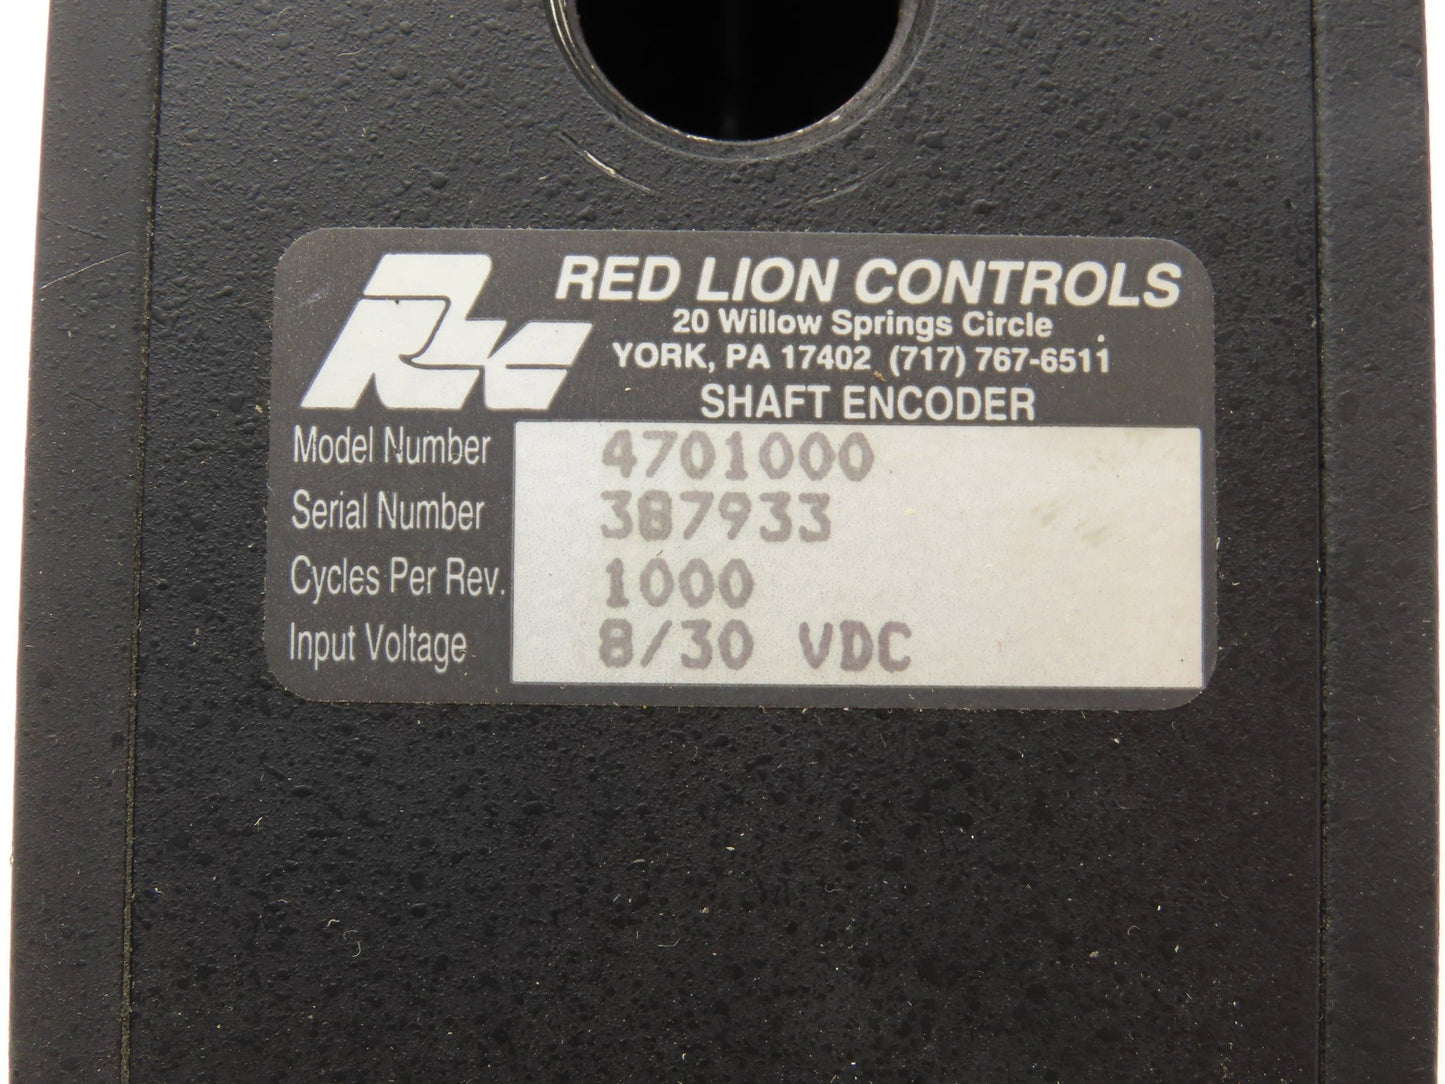 RLC RED LION CONTROLS
20 Willow Springs Circle
YORK, PA 17402 (717) 767-6511
SHAFT ENCODER
Model Number 4701000
Serial Number 387933
Cycles Per Rev. 1000
Input Voltage 8/30 VDC